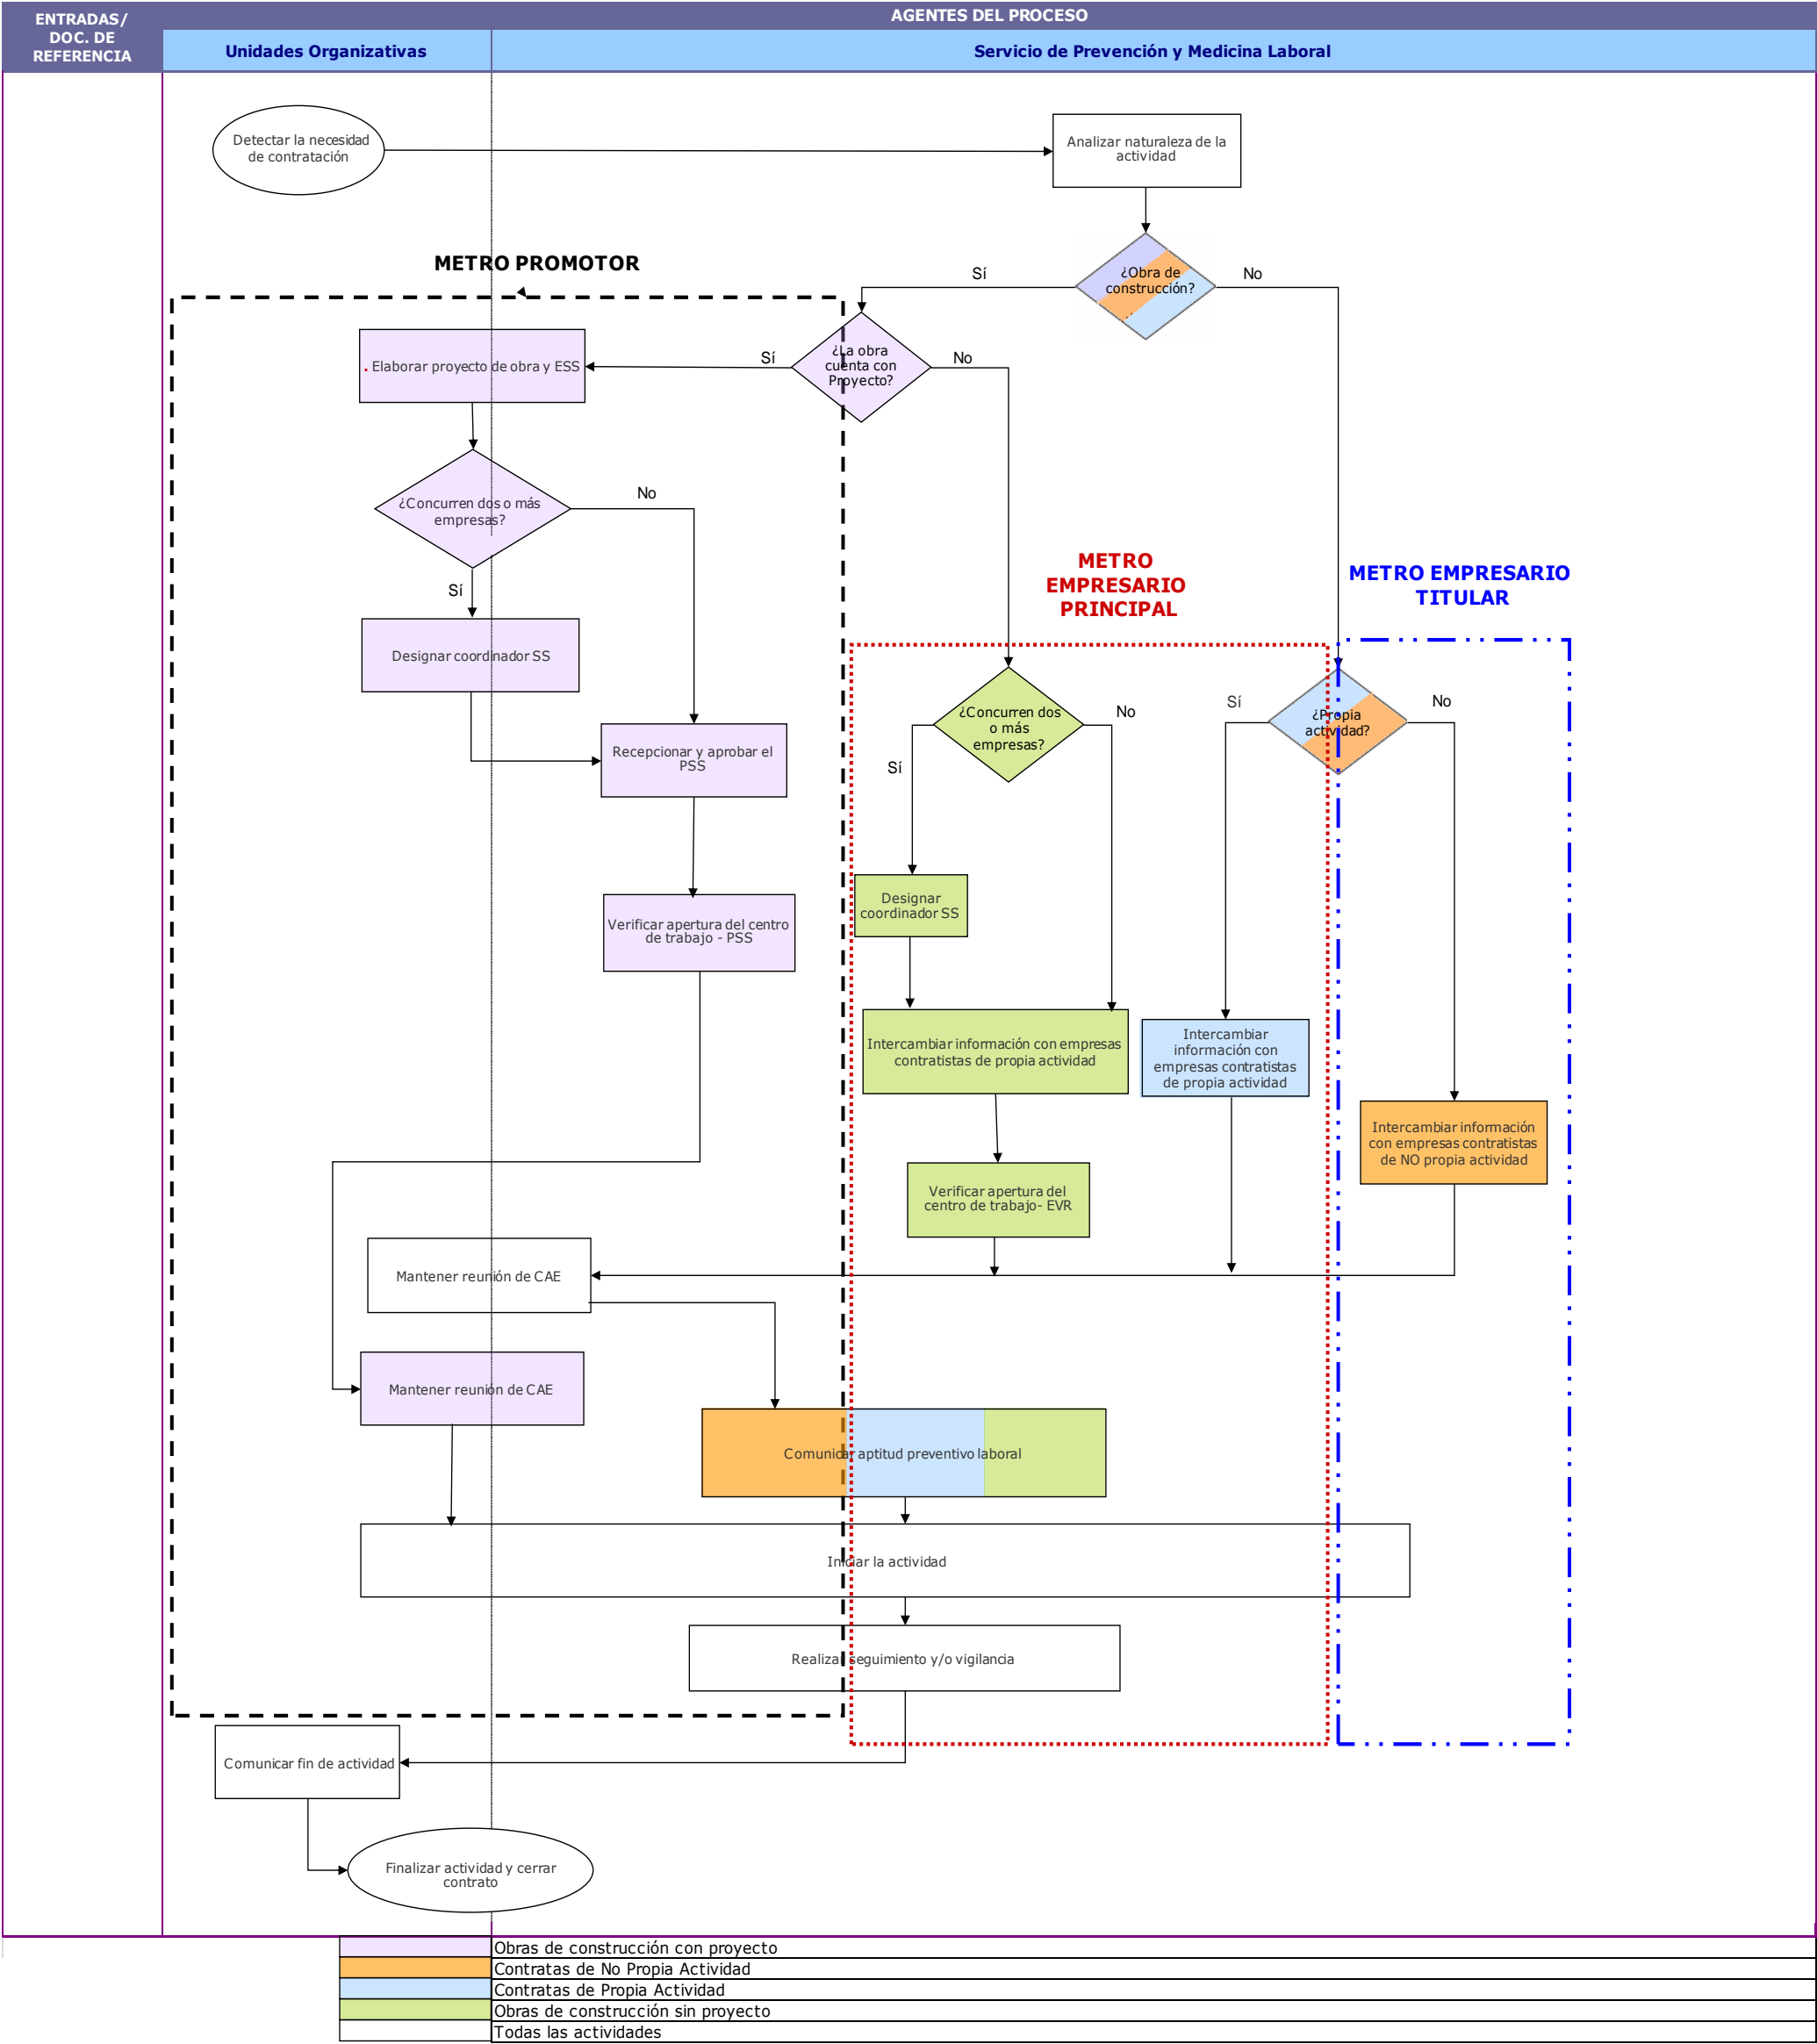 ENTRADAS/
DOC. DE
REFERENCIA
AGENTES DEL PROCESO
Unidades Organizativas
Servicio de Prevención y Medicina Laboral
Detectar la necesidad
de contratación
Analizar naturaleza de la
actividad
METRO PROMOTOR
Sí
¿Obra de
construcción?
No
. Elaborar proyecto de obra y ESS
Sí
¿La obra
cuenta con
Proyecto?
No
¿Concurren dos o más
empresas?
No
Sí
METRO
EMPRESARIO
PRINCIPAL
METRO EMPRESARIO
TITULAR
Designar coordinador SS
Recepcionar y aprobar el
PSS
¿Concurren dos
o más
empresas?
No
Sí
Sí
¿Propia
actividad?
No
Verificar apertura del centro
de trabajo - PSS
Designar
coordinador SS
Intercambiar información con empresas
contratistas de propia actividad
Intercambiar
información con
empresas contratistas
de propia actividad
Intercambiar información
con empresas contratistas
de NO propia actividad
Verificar apertura del
centro de trabajo- EVR
Mantener reunión de CAE
Mantener reunión de CAE
Comunicar aptitud preventivo laboral
Iniciar la actividad
Realizar seguimiento y/o vigilancia
Comunicar fin de actividad
Finalizar actividad y cerrar
contrato
Obras de construcción con proyecto
Contratas de No Propia Actividad
Contratas de Propia Actividad
Obras de construcción sin proyecto
Todas las actividades